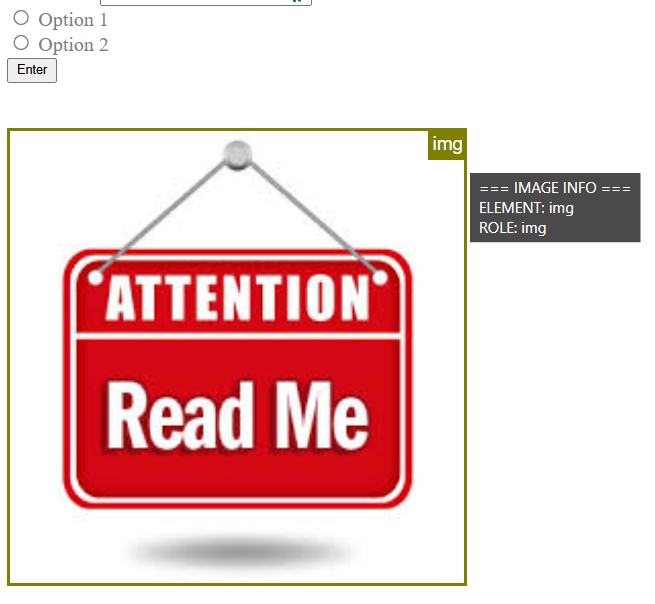 Option 1
Option 2
Enter
img
=== IMAGE INFO ===
ELEMENT: img
ROLE: img
ATTENTION
Read Me